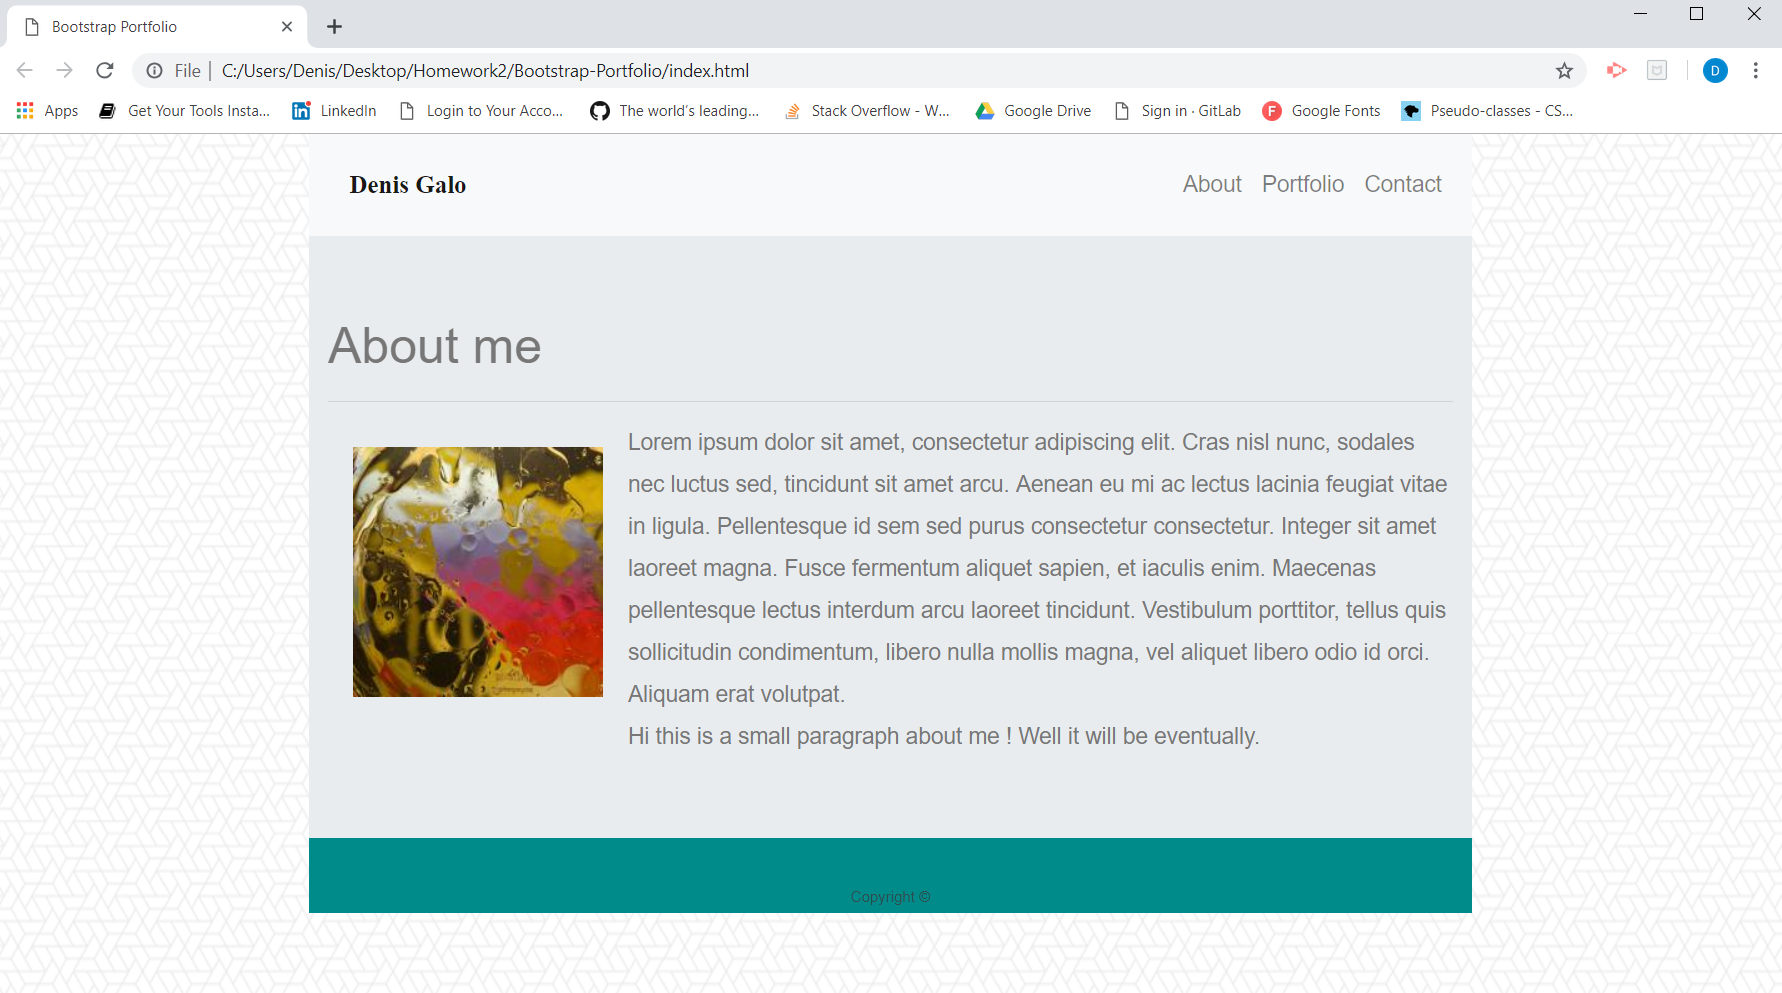 Bootstrap Portfolio
File | C:/Users/Denis/Desktop/Homework2/Bootstrap-Portfolio/index.html
D
Apps Get Your Tools Insta... LinkedIn Login to Your Acco... The world's leading... Stack Overflow - W... Google Drive Sign in · GitLab F Google Fonts Pseudo-classes - CS...
Denis Galo
About Portfolio Contact
About me
Lorem ipsum dolor sit amet, consectetur adipiscing elit. Cras nisl nunc, sodales
nec luctus sed, tincidunt sit amet arcu. Aenean eu mi ac lectus lacinia feugiat vitae
in ligula. Pellentesque id sem sed purus consectetur consectetur. Integer sit amet
laoreet magna. Fusce fermentum aliquet sapien, et iaculis enim. Maecenas
pellentesque lectus interdum arcu laoreet tincidunt. Vestibulum porttitor, tellus quis
sollicitudin condimentum, libero nulla mollis magna, vel aliquet libero odio id orci.
Aliquam erat volutpat.
Hi this is a small paragraph about me ! Well it will be eventually.
Copyright ©